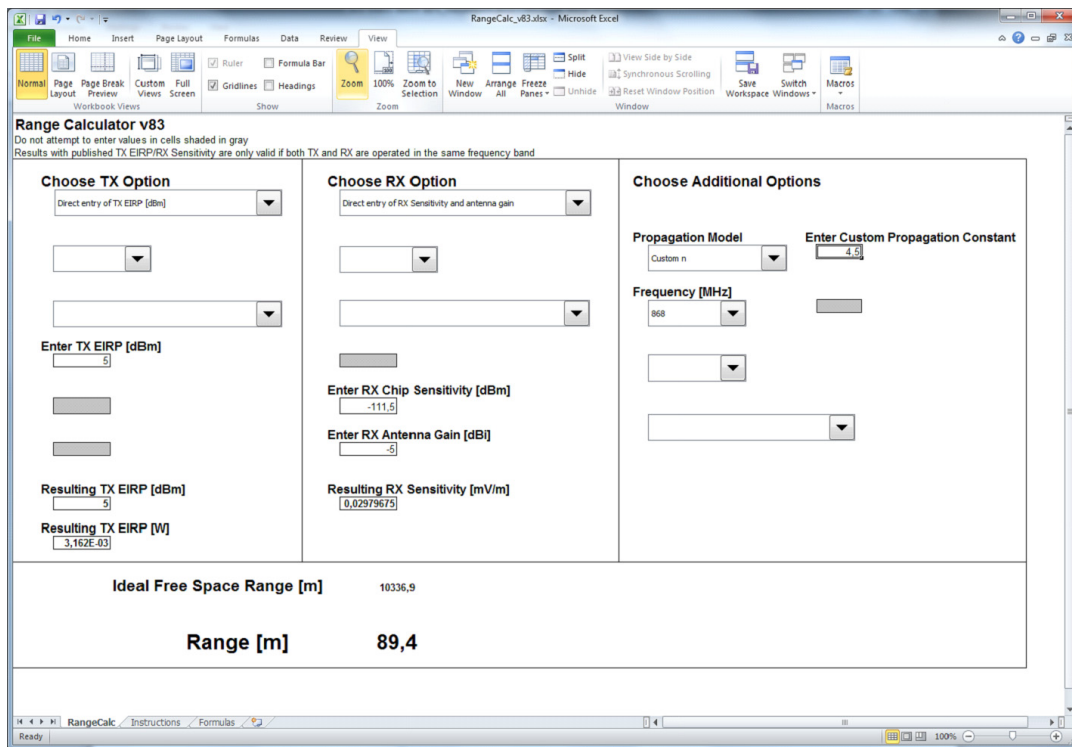 RangeCalc_v83.xlsx - Microsoft Excel
File Home Insert Page Layout Formulas Data Review View
Normal Page Layout Page Break Preview Custom Views Full Screen
Workbook Views
Ruler Formula Bar
Gridlines Headings
Show
Zoom 100% Zoom to Selection
Zoom
New Window Arrange All Freeze Panes
Split
Hide
Unhide
View Side by Side
Synchronous Scrolling
Reset Window Position
Save Workspace Switch Windows
Window
Macros
Macros
Range Calculator v83
Do not attempt to enter values in cells shaded in gray
Results with published TX EIRP/RX Sensitivity are only valid if both TX and RX are operated in the same frequency band
Choose TX Option
Direct entry of TX EIRP [dBm]
Enter TX EIRP [dBm]
5
Resulting TX EIRP [dBm]
5
Resulting TX EIRP [W]
3,162E-03
Choose RX Option
Direct entry of RX Sensitivity and antenna gain
Enter RX Chip Sensitivity [dBm]
-111,5
Enter RX Antenna Gain [dBi]
-5
Resulting RX Sensitivity [mV/m]
0,02979675
Choose Additional Options
Propagation Model
Custom n
Enter Custom Propagation Constant
4,5
Frequency [MHz]
868
Ideal Free Space Range [m] 10336,9
Range [m] 89,4
RangeCalc Instructions Formulas
Ready 100%